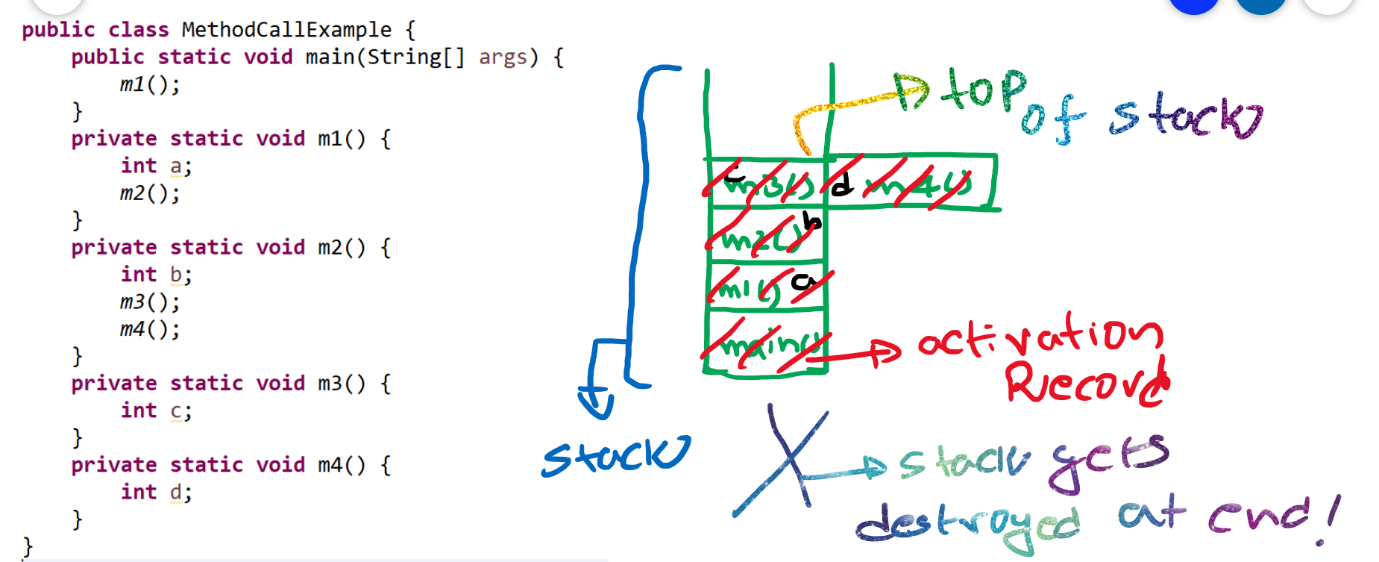 public class MethodCallExample {
public static void main(String[] args) {
m1();
}
private static void m1() {
int a;
m2();
}
private static void m2() {
int b;
m3();
m4();
}
private static void m3() {
int c;
}
private static void m4() {
int d;
}
}
top of stack
c m3() d m4()
m2() b
m1() a
main()
activation
Record
stack
stack gets
destroyed at end!